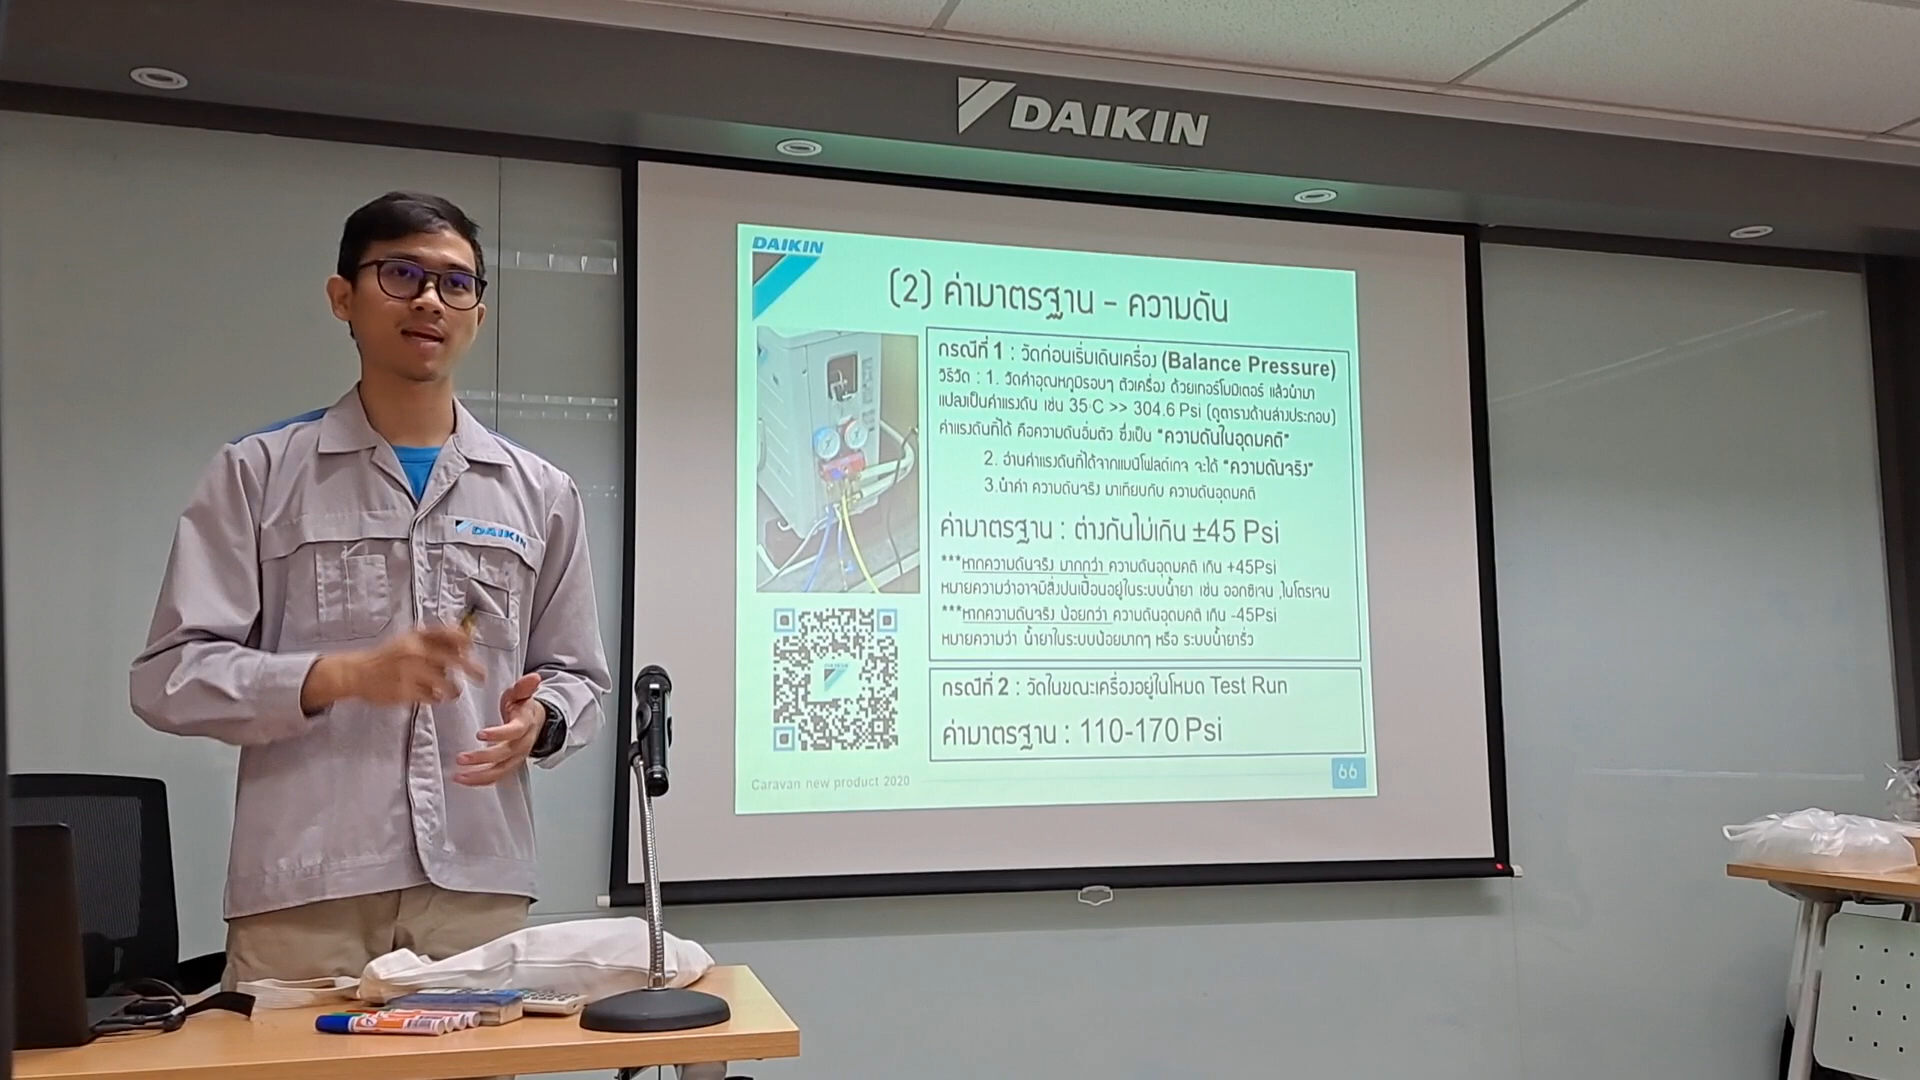 DAIKIN
DAIKIN
(2) ค่ามาตรฐาน - ความดัน
กรณีที่ 1 : วัดก่อนเริ่มเดินเครื่อง (Balance Pressure)
วิธีวัด : 1. วัดค่าอุณหภูมิรอบๆ ตัวเครื่อง ด้วยเทอร์โมมิเตอร์ แล้วนำมา
แปลงเป็นค่าแรงดัน เช่น 35 C >> 304.6 Psi (ดูตารางด้านล่างประกอบ)
ค่าแรงดันที่ได้ คือความดันอิ่มตัว ซึ่งเป็น "ความดันในอุดมคติ"
2. อ่านค่าแรงดันที่ได้จากแมนิโฟลด์เกจ จะได้ "ความดันจริง"
3.นำค่า ความดันจริง มาเทียบกับ ความดันอุดมคติ
ค่ามาตรฐาน : ต่างกันไม่เกิน ±45 Psi
***หากความดันจริง มากกว่า ความดันอุดมคติ เกิน +45Psi
หมายความว่าอาจมีสิ่งปนเปื้อนอยู่ในระบบน้ำยา เช่น ออกซิเจน ,ไนโตรเจน
***หากความดันจริง น้อยกว่า ความดันอุดมคติ เกิน -45Psi
หมายความว่า น้ำยาในระบบน้อยมากๆ หรือ ระบบน้ำยารั่ว
กรณีที่ 2 : วัดในขณะเครื่องอยู่ในโหมด Test Run
ค่ามาตรฐาน : 110-170 Psi
Caravan new product 2020
66
DAIKIN